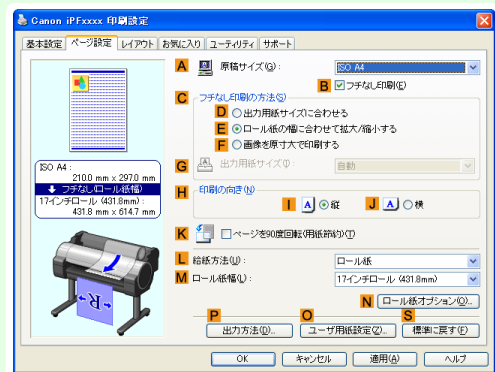 Canon iPFxxxx 印刷設定
基本設定 ページ設定 レイアウト お気に入り ユーティリティ サポート
A 原稿サイズ(G): ISO A4
B フチなし印刷(E)
C フチなし印刷の方法(S)
D 出力用紙サイズに合わせる
E ロール紙の幅に合わせて拡大/縮小する
F 画像を原寸大で印刷する
G 出力用紙サイズ(I): 自動
ISO A4:
210.0 mm x 297.0 mm
フチなし(ロール紙幅)
17インチロール (431.8mm):
431.8 mm x 614.7 mm
H 印刷の向き(N)
I A 縦 J A 横
K ページを90度回転(用紙節約)(T)
L 給紙方法(U): ロール紙
M ロール紙幅(L): 17インチロール (431.8mm)
N ロール紙オプション(Q)...
P O S
出力方法(D)... ユーザ用紙設定(Z)... 標準に戻す(F)
R
OK キャンセル 適用(A) ヘルプ